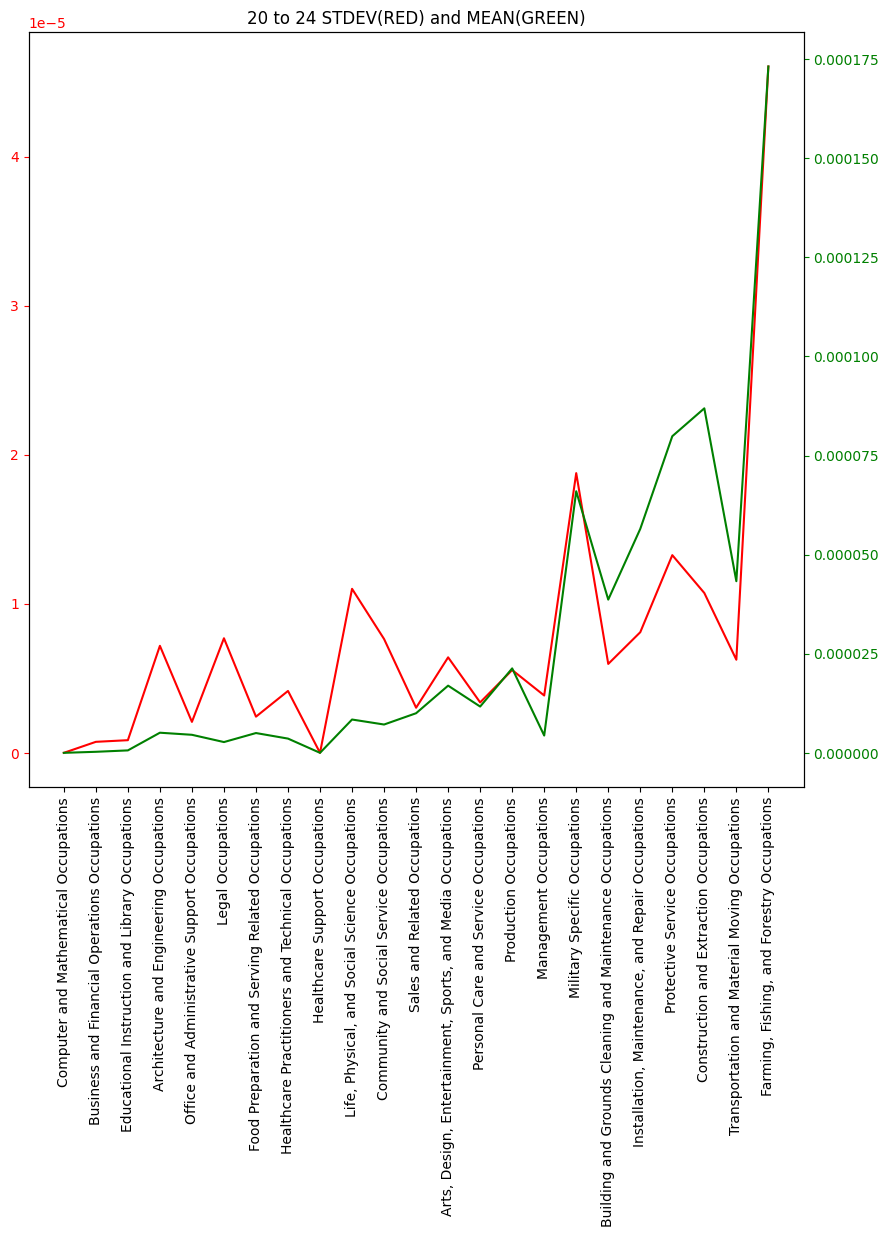 20 to 24 STDEV(RED) and MEAN(GREEN)
1e−5
4
3
2
1
0
0.000175
0.000150
0.000125
0.000100
0.000075
0.000050
0.000025
0.000000
Computer and Mathematical Occupations
Business and Financial Operations Occupations
Educational Instruction and Library Occupations
Architecture and Engineering Occupations
Office and Administrative Support Occupations
Legal Occupations
Food Preparation and Serving Related Occupations
Healthcare Practitioners and Technical Occupations
Healthcare Support Occupations
Life, Physical, and Social Science Occupations
Community and Social Service Occupations
Sales and Related Occupations
Arts, Design, Entertainment, Sports, and Media Occupations
Personal Care and Service Occupations
Production Occupations
Management Occupations
Military Specific Occupations
Building and Grounds Cleaning and Maintenance Occupations
Installation, Maintenance, and Repair Occupations
Protective Service Occupations
Construction and Extraction Occupations
Transportation and Material Moving Occupations
Farming, Fishing, and Forestry Occupations